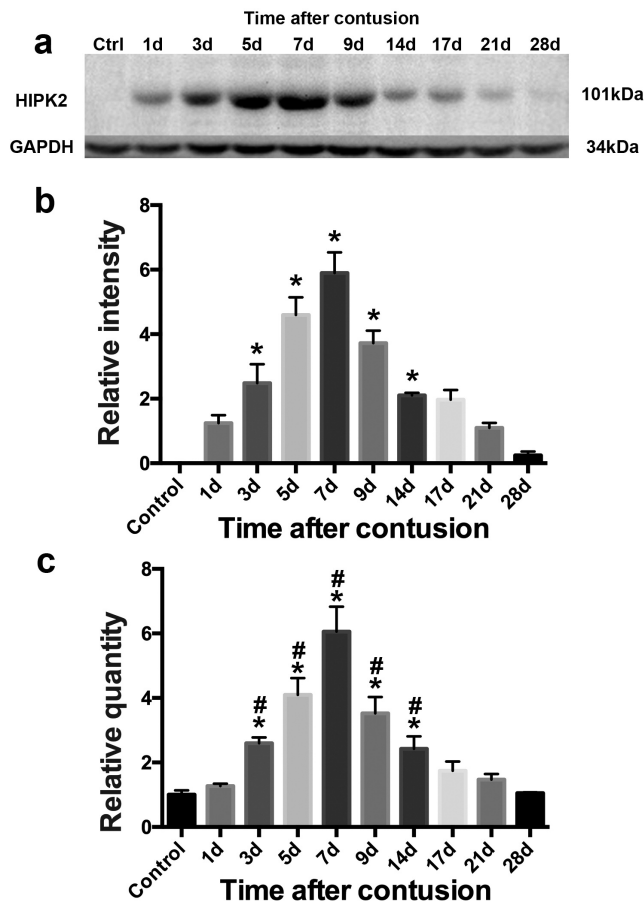 Time after contusion
a
Ctrl 1d 3d 5d 7d 9d 14d 17d 21d 28d
HIPK2 101kDa
GAPDH 34kDa
b
Relative intensity
8
6
4
2
0
* * * * *
Control 1d 3d 5d 7d 9d 14d 17d 21d 28d
Time after contusion
c
Relative quantity
8
6
4
2
0
# # # # #
* * * * *
Control 1d 3d 5d 7d 9d 14d 17d 21d 28d
Time after contusion